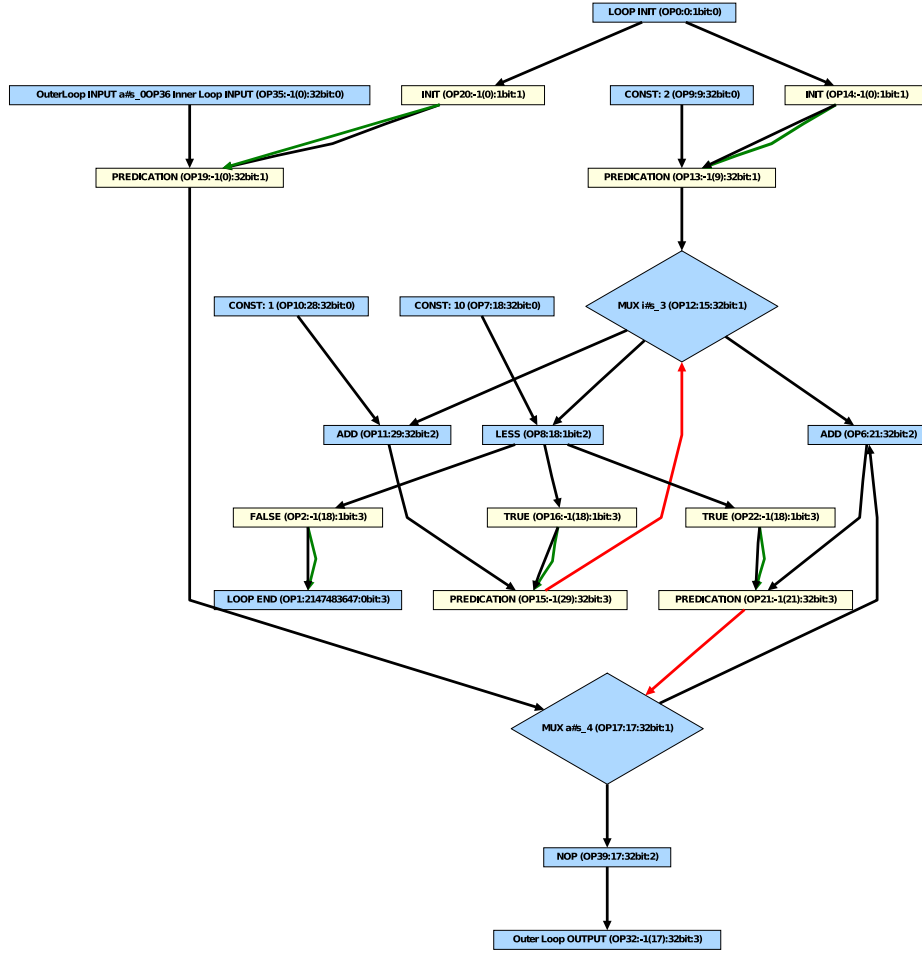 LOOP INIT (OP0:0:1bit:0)
OuterLoop INPUT a#s_0OP36 Inner Loop INPUT (OP35:-1(0):32bit:0)
INIT (OP20:-1(0):1bit:1)
CONST: 2 (OP9:9:32bit:0)
INIT (OP14:-1(0):1bit:1)
PREDICATION (OP19:-1(0):32bit:1)
PREDICATION (OP13:-1(9):32bit:1)
MUX i#s_3 (OP12:15:32bit:1)
CONST: 1 (OP10:28:32bit:0)
CONST: 10 (OP7:18:32bit:0)
ADD (OP11:29:32bit:2)
LESS (OP8:18:1bit:2)
ADD (OP6:21:32bit:2)
FALSE (OP2:-1(18):1bit:3)
TRUE (OP16:-1(18):1bit:3)
TRUE (OP22:-1(18):1bit:3)
LOOP END (OP1:2147483647:0bit:3)
PREDICATION (OP15:-1(29):32bit:3)
PREDICATION (OP21:-1(21):32bit:3)
MUX a#s_4 (OP17:17:32bit:1)
NOP (OP39:17:32bit:2)
Outer Loop OUTPUT (OP32:-1(17):32bit:3)